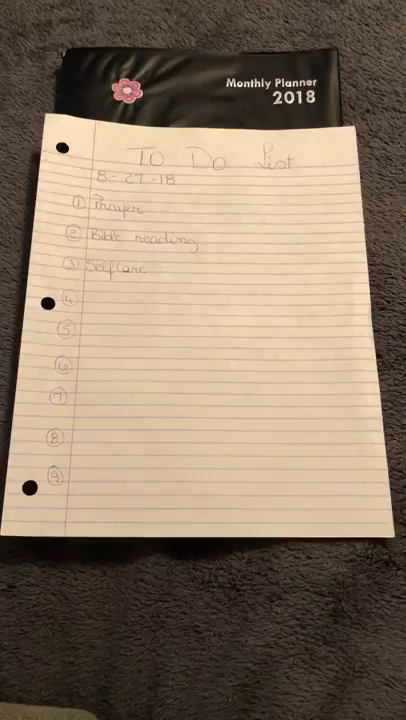 Monthly Planner
2018
To Do List
8-27-18
① Prayer
② Bible reading
③ Selfcare
④
⑤
⑥
⑦
⑧
⑨